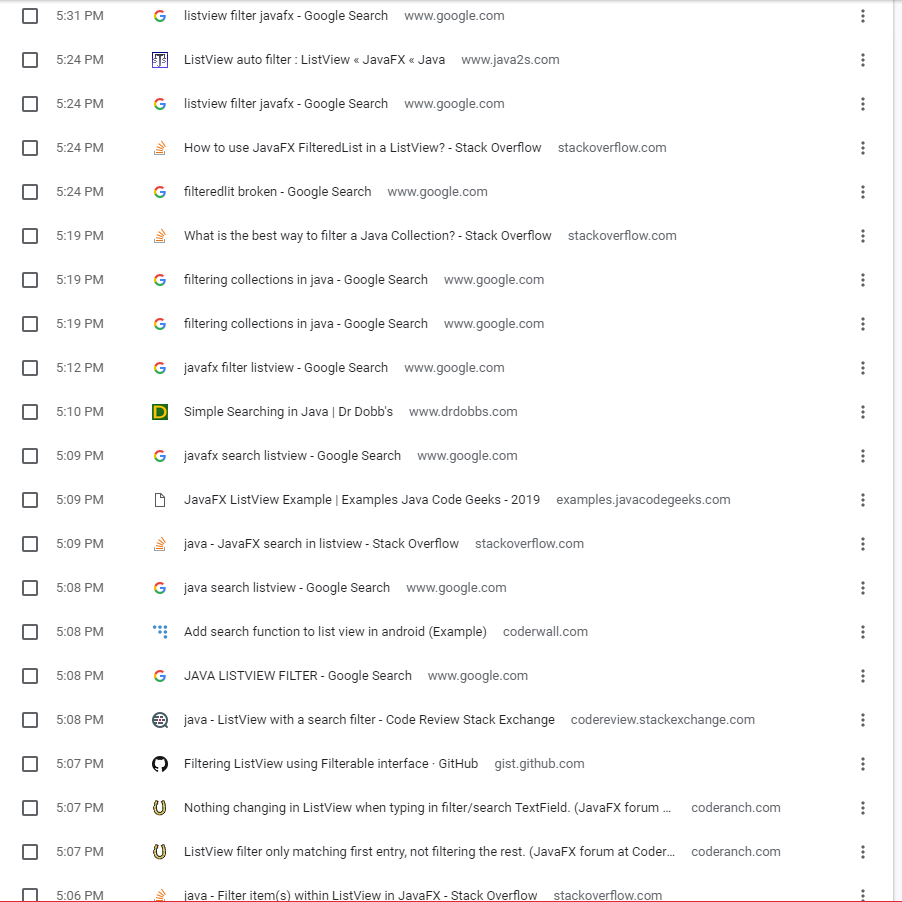 5:31 PM listview filter javafx - Google Search www.google.com
5:24 PM ListView auto filter : ListView « JavaFX « Java www.java2s.com
5:24 PM listview filter javafx - Google Search www.google.com
5:24 PM How to use JavaFX FilteredList in a ListView? - Stack Overflow stackoverflow.com
5:24 PM filteredlit broken - Google Search www.google.com
5:19 PM What is the best way to filter a Java Collection? - Stack Overflow stackoverflow.com
5:19 PM filtering collections in java - Google Search www.google.com
5:19 PM filtering collections in java - Google Search www.google.com
5:12 PM javafx filter listview - Google Search www.google.com
5:10 PM Simple Searching in Java | Dr Dobb's www.drdobbs.com
5:09 PM javafx search listview - Google Search www.google.com
5:09 PM JavaFX ListView Example | Examples Java Code Geeks - 2019 examples.javacodegeeks.com
5:09 PM java - JavaFX search in listview - Stack Overflow stackoverflow.com
5:08 PM java search listview - Google Search www.google.com
5:08 PM Add search function to list view in android (Example) coderwall.com
5:08 PM JAVA LISTVIEW FILTER - Google Search www.google.com
5:08 PM java - ListView with a search filter - Code Review Stack Exchange codereview.stackexchange.com
5:07 PM Filtering ListView using Filterable interface · GitHub gist.github.com
5:07 PM Nothing changing in ListView when typing in filter/search TextField. (JavaFX forum ... coderanch.com
5:07 PM ListView filter only matching first entry, not filtering the rest. (JavaFX forum at Coder... coderanch.com
5:06 PM java - Filter item(s) within ListView in JavaFX - Stack Overflow stackoverflow.com